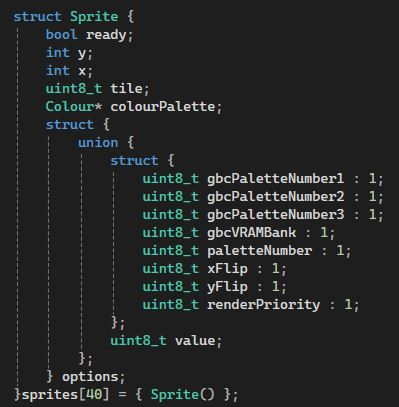 struct Sprite {
    bool ready;
    int y;
    int x;
    uint8_t tile;
    Colour* colourPalette;
    struct {
        union {
            struct {
                uint8_t gbcPaletteNumber1 : 1;
                uint8_t gbcPaletteNumber2 : 1;
                uint8_t gbcPaletteNumber3 : 1;
                uint8_t gbcVRAMBank : 1;
                uint8_t paletteNumber : 1;
                uint8_t xFlip : 1;
                uint8_t yFlip : 1;
                uint8_t renderPriority : 1;
            };
            uint8_t value;
        };
    } options;
}sprites[40] = { Sprite() };